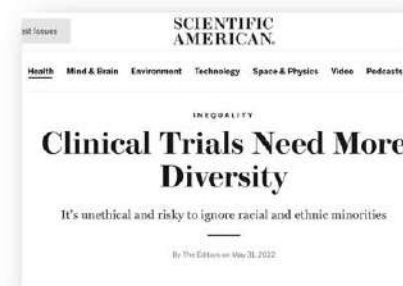 est Issues
SCIENTIFIC
AMERICAN.
Health Mind & Brain Environment Technology Space & Physics Video Podcasts
INEQUALITY
Clinical Trials Need More
Diversity
It's unethical and risky to ignore racial and ethnic minorities
By The Editors on May 31, 2022